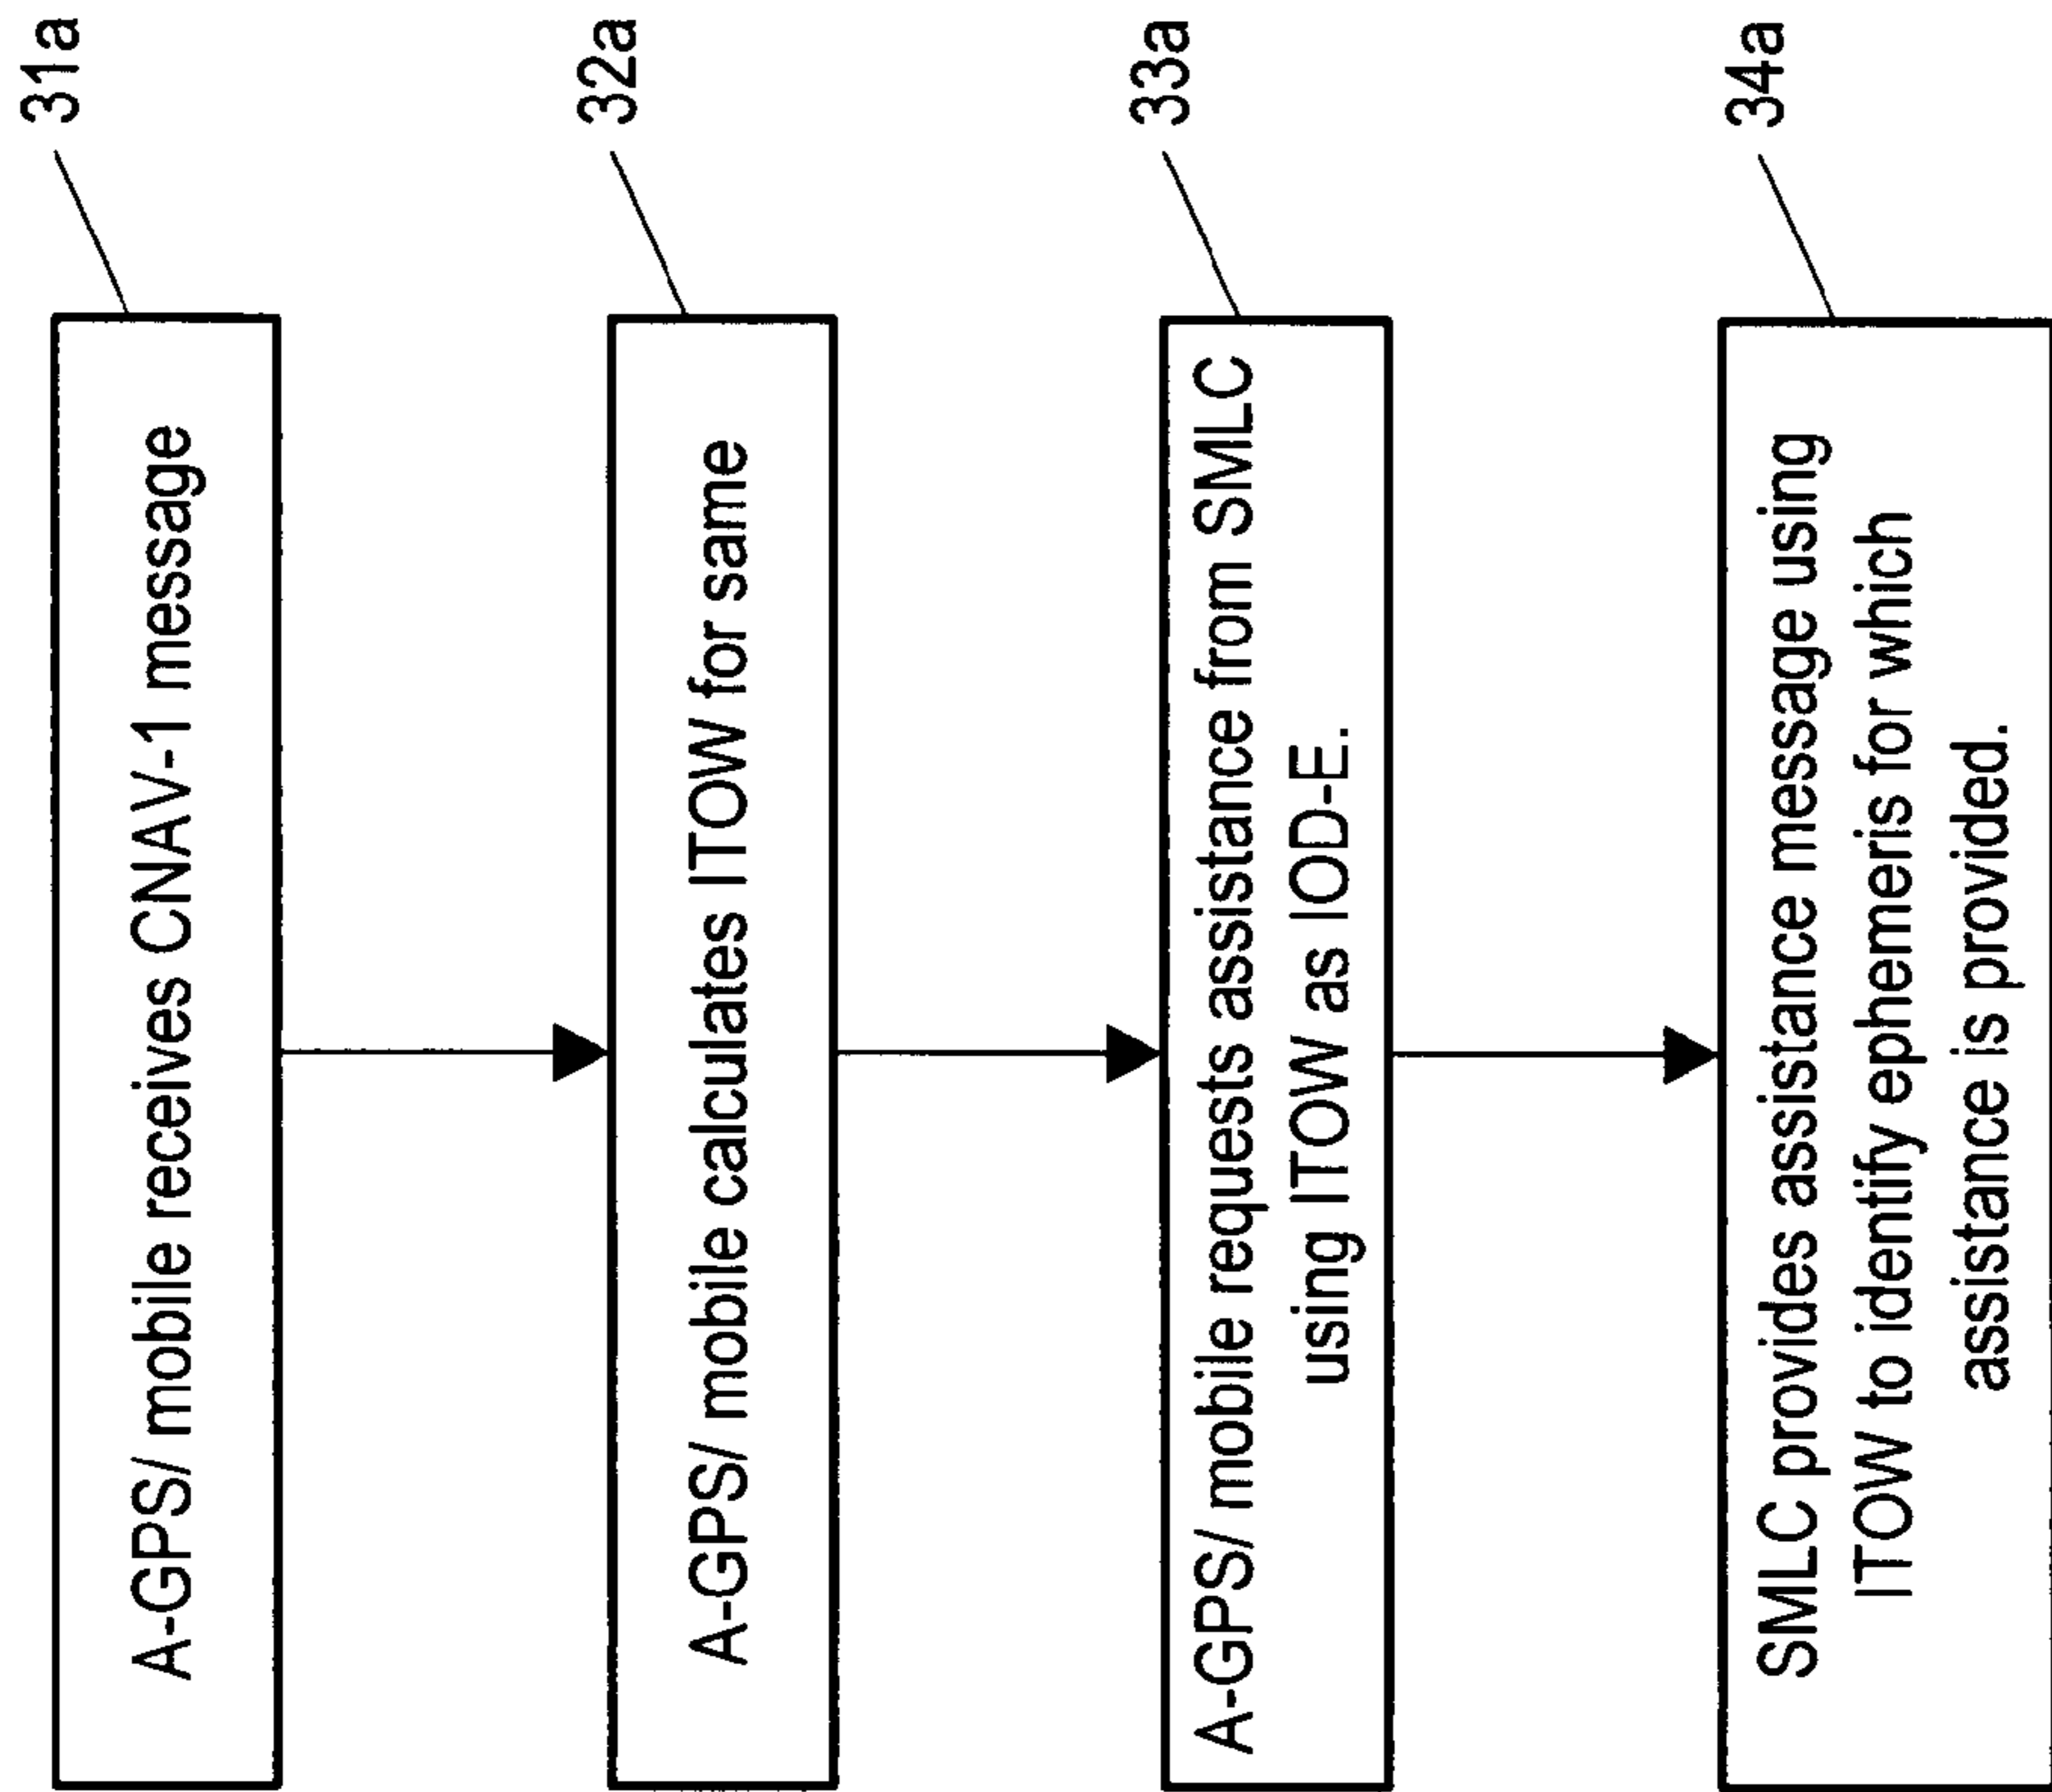 31a
A-GPS/ mobile receives CNAV-1 message
32a
A-GPS/ mobile calculates ITOW for same
33a
A-GPS/ mobile requests assistance from SMLC
using ITOW as IOD-E.
34a
SMLC provides assistance message using
ITOW to identify ephemeris for which
assistance is provided.